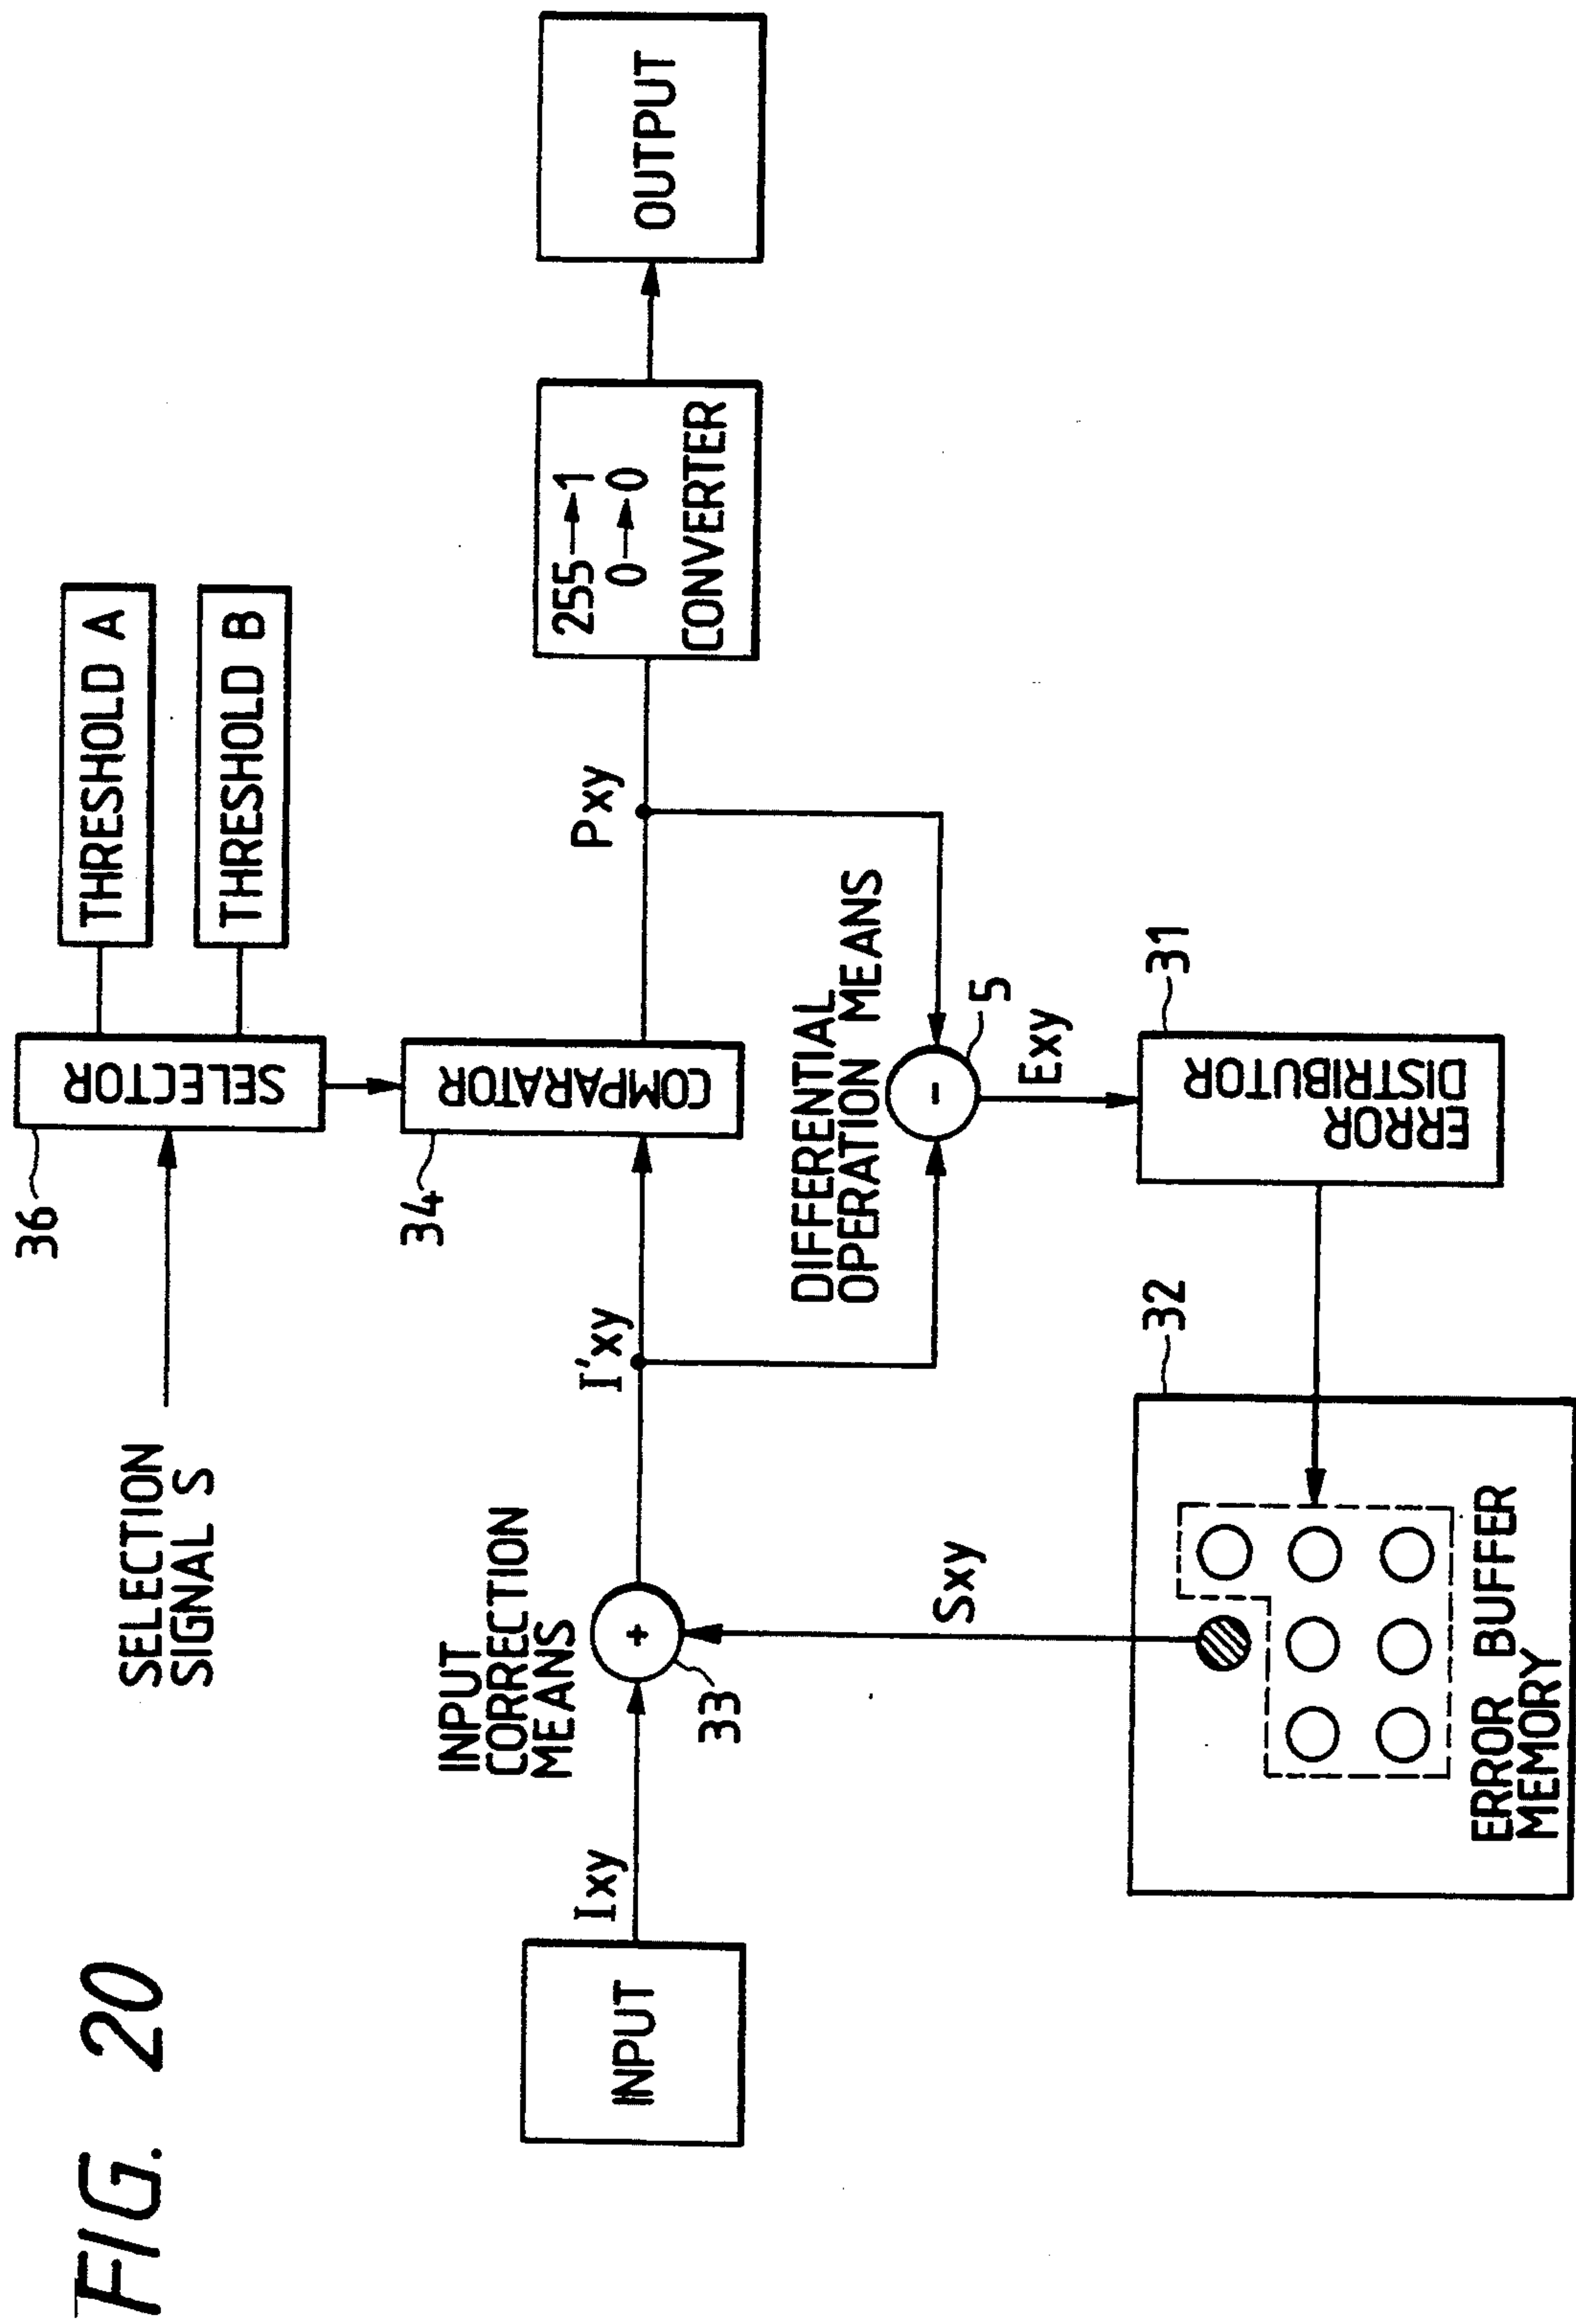 FIG. 20
SELECTION
SIGNAL S
36
SELECTOR
THRESHOLD A
THRESHOLD B
INPUT
Ixy
INPUT
CORRECTION
MEANS
+
33
I'xy
34
COMPARATOR
Pxy
255→1
0→0
CONVERTER
OUTPUT
DIFFERENTIAL
OPERATION MEANS
-
5
Exy
Sxy
32
ERROR BUFFER
MEMORY
31
ERROR
DISTRIBUTOR